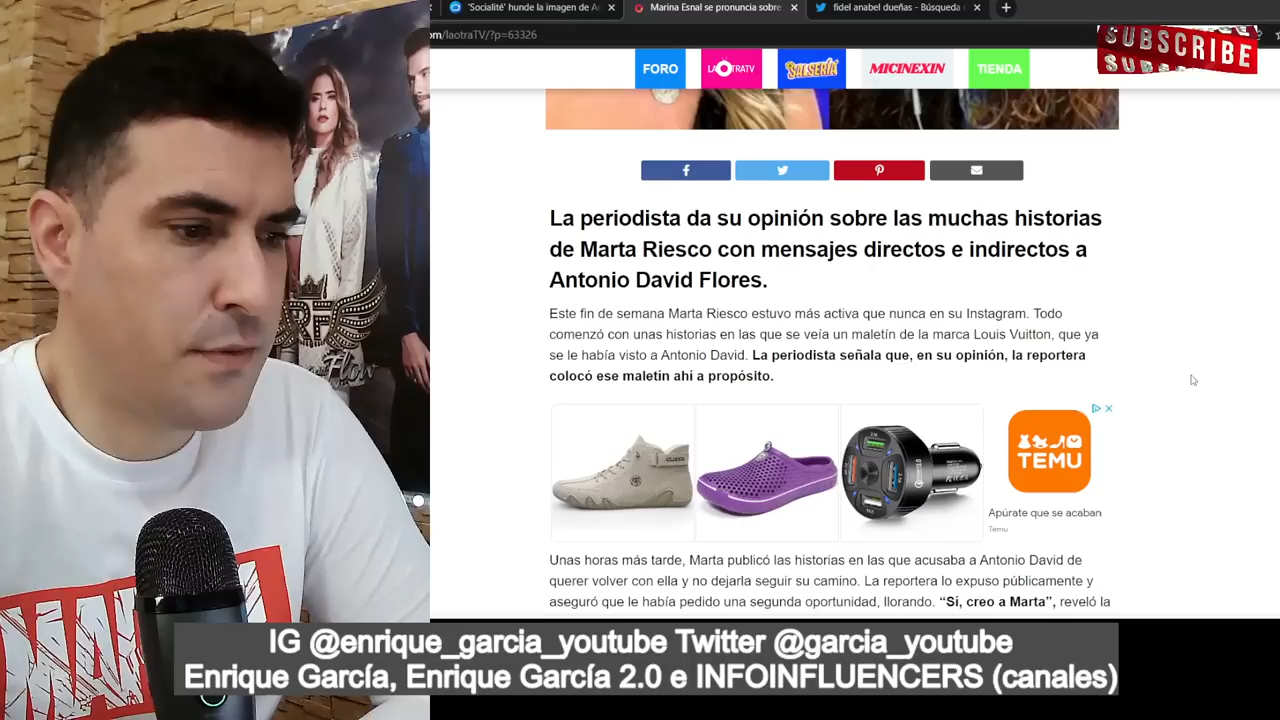 'Socialité' hunde la imagen de A
Marina Esnal se pronuncia sobre
fidel anabel dueñas - Búsqueda
om/laotraTV/?p=63326
SUBSCRIBE
FORO
LA OTRATV
SALSERÍA
MICINEXIN
TIENDA
La periodista da su opinión sobre las muchas historias
de Marta Riesco con mensajes directos e indirectos a
Antonio David Flores.
Este fin de semana Marta Riesco estuvo más activa que nunca en su Instagram. Todo
comenzó con unas historias en las que se veía un maletín de la marca Louis Vuitton, que ya
se le había visto a Antonio David. La periodista señala que, en su opinión, la reportera
colocó ese maletín ahí a propósito.
TEMU
Apúrate que se acaban
Temu
Unas horas más tarde, Marta publicó las historias en las que acusaba a Antonio David de
querer volver con ella y no dejarla seguir su camino. La reportera lo expuso públicamente y
aseguró que le había pedido una segunda oportunidad, llorando. “Si, creo a Marta”, reveló la
RF
Flow
IG @enrique_garcia_youtube Twitter @garcia_youtube
Enrique García, Enrique García 2.0 e INFOINFLUENCERS (canales)